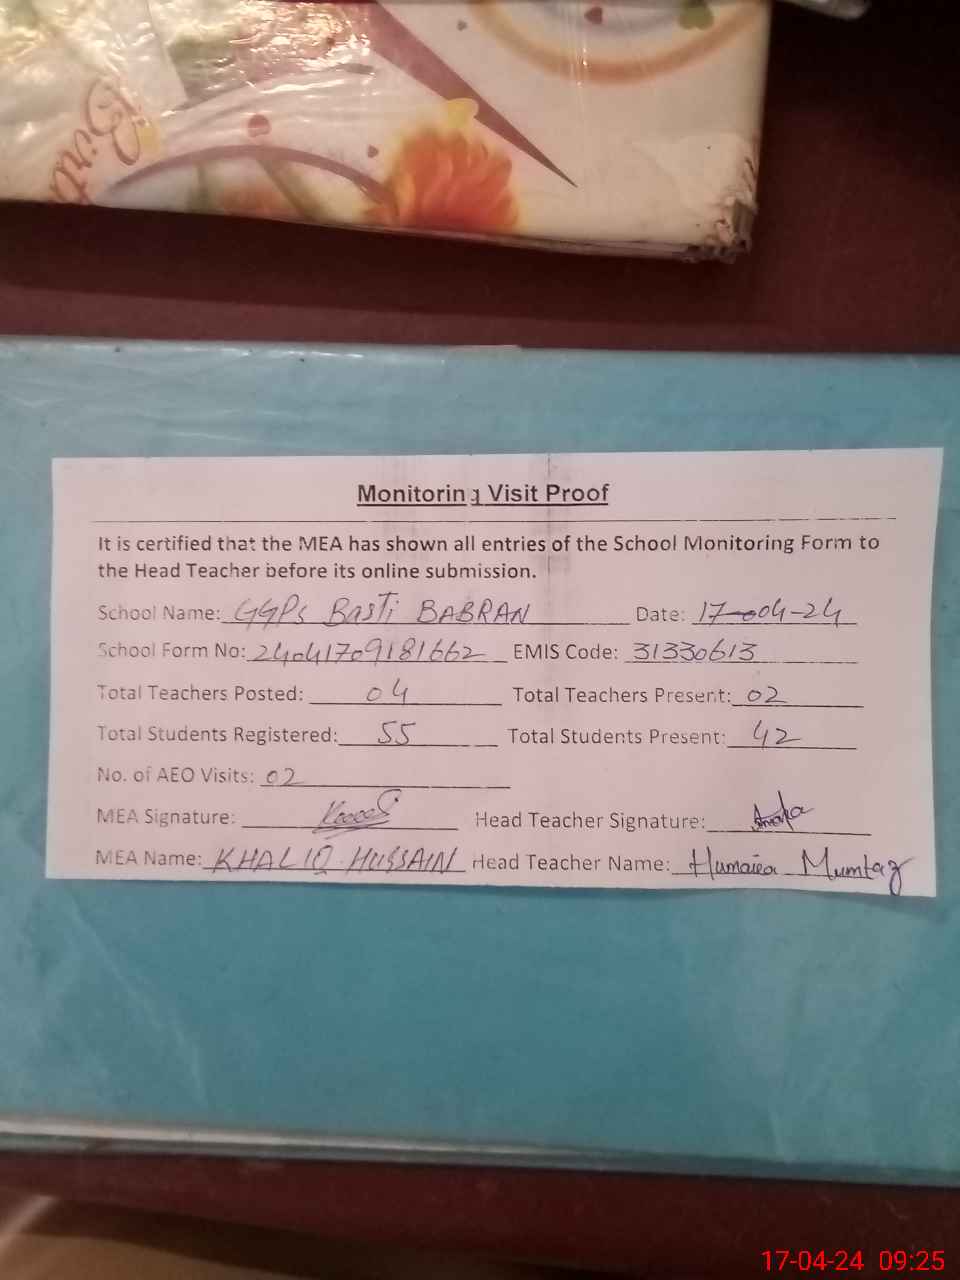 Monitoring Visit Proof
It is certified that the MEA has shown all entries of the School Monitoring Form to
the Head Teacher before its online submission.
School Name: GGPS Basti BABRAN Date: 17-04-24
School Form No: 24041709181662 EMIS Code: 31330613
Total Teachers Posted: 04 Total Teachers Present: 02
Total Students Registered: 55 Total Students Present: 42
No. of AEO Visits: 02
MEA Signature: Head Teacher Signature:
MEA Name: KHALIQ HUSSAIN Head Teacher Name: Humaira Mumtaz
17-04-24 09:25